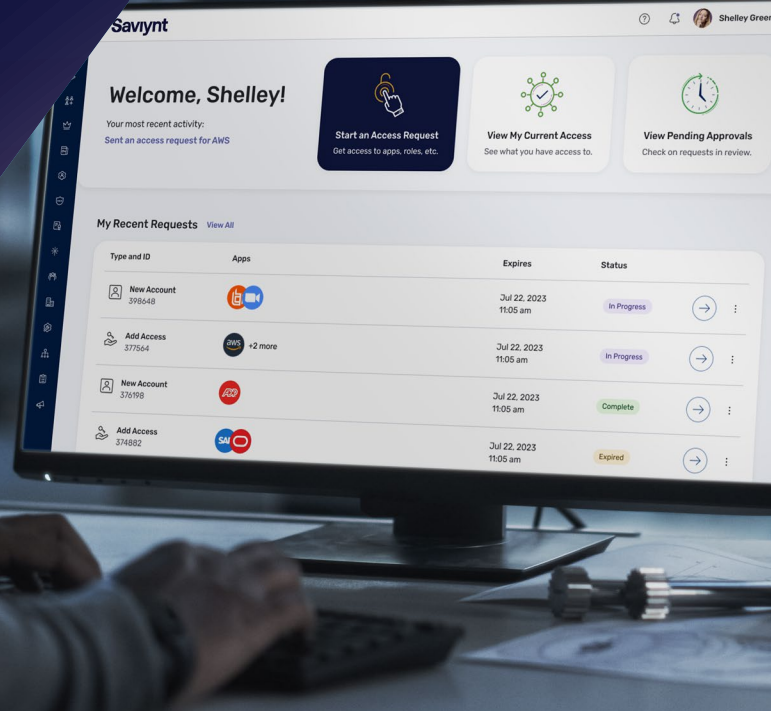 Saviynt
Shelley Green
Welcome, Shelley!
Your most recent activity:
Sent an access request for AWS
Start an Access Request
Get access to apps, roles, etc.
View My Current Access
See what you have access to.
View Pending Approvals
Check on requests in review.
My Recent Requests View All
Type and ID Apps Expires Status
New Account
398648
Jul 22, 2023
11:05 am
In Progress
Add Access
377564
aws +2 more
Jul 22, 2023
11:05 am
In Progress
New Account
376198
ADP
Jul 22, 2023
11:05 am
Complete
Add Access
374882
Jul 22, 2023
11:05 am
Expired